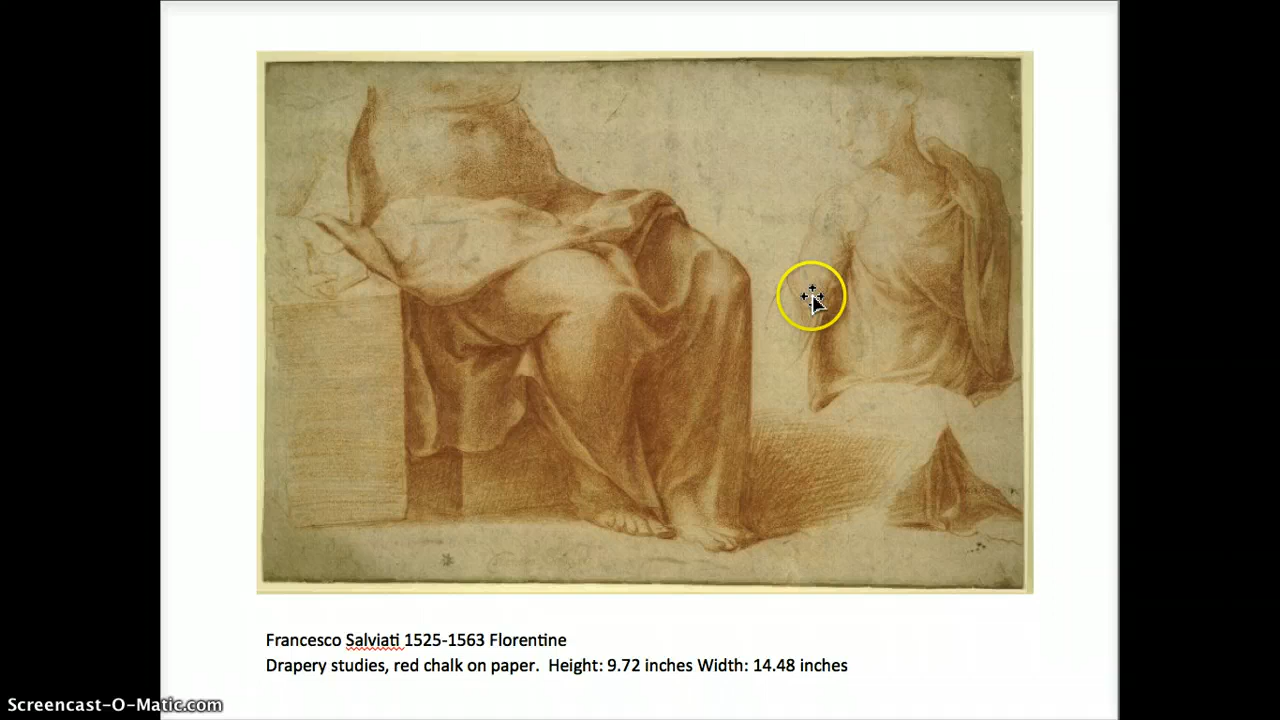 Francesco Salviati 1525-1563 Florentine
Drapery studies, red chalk on paper.  Height: 9.72 inches Width: 14.48 inches
Screencast-O-Matic.com